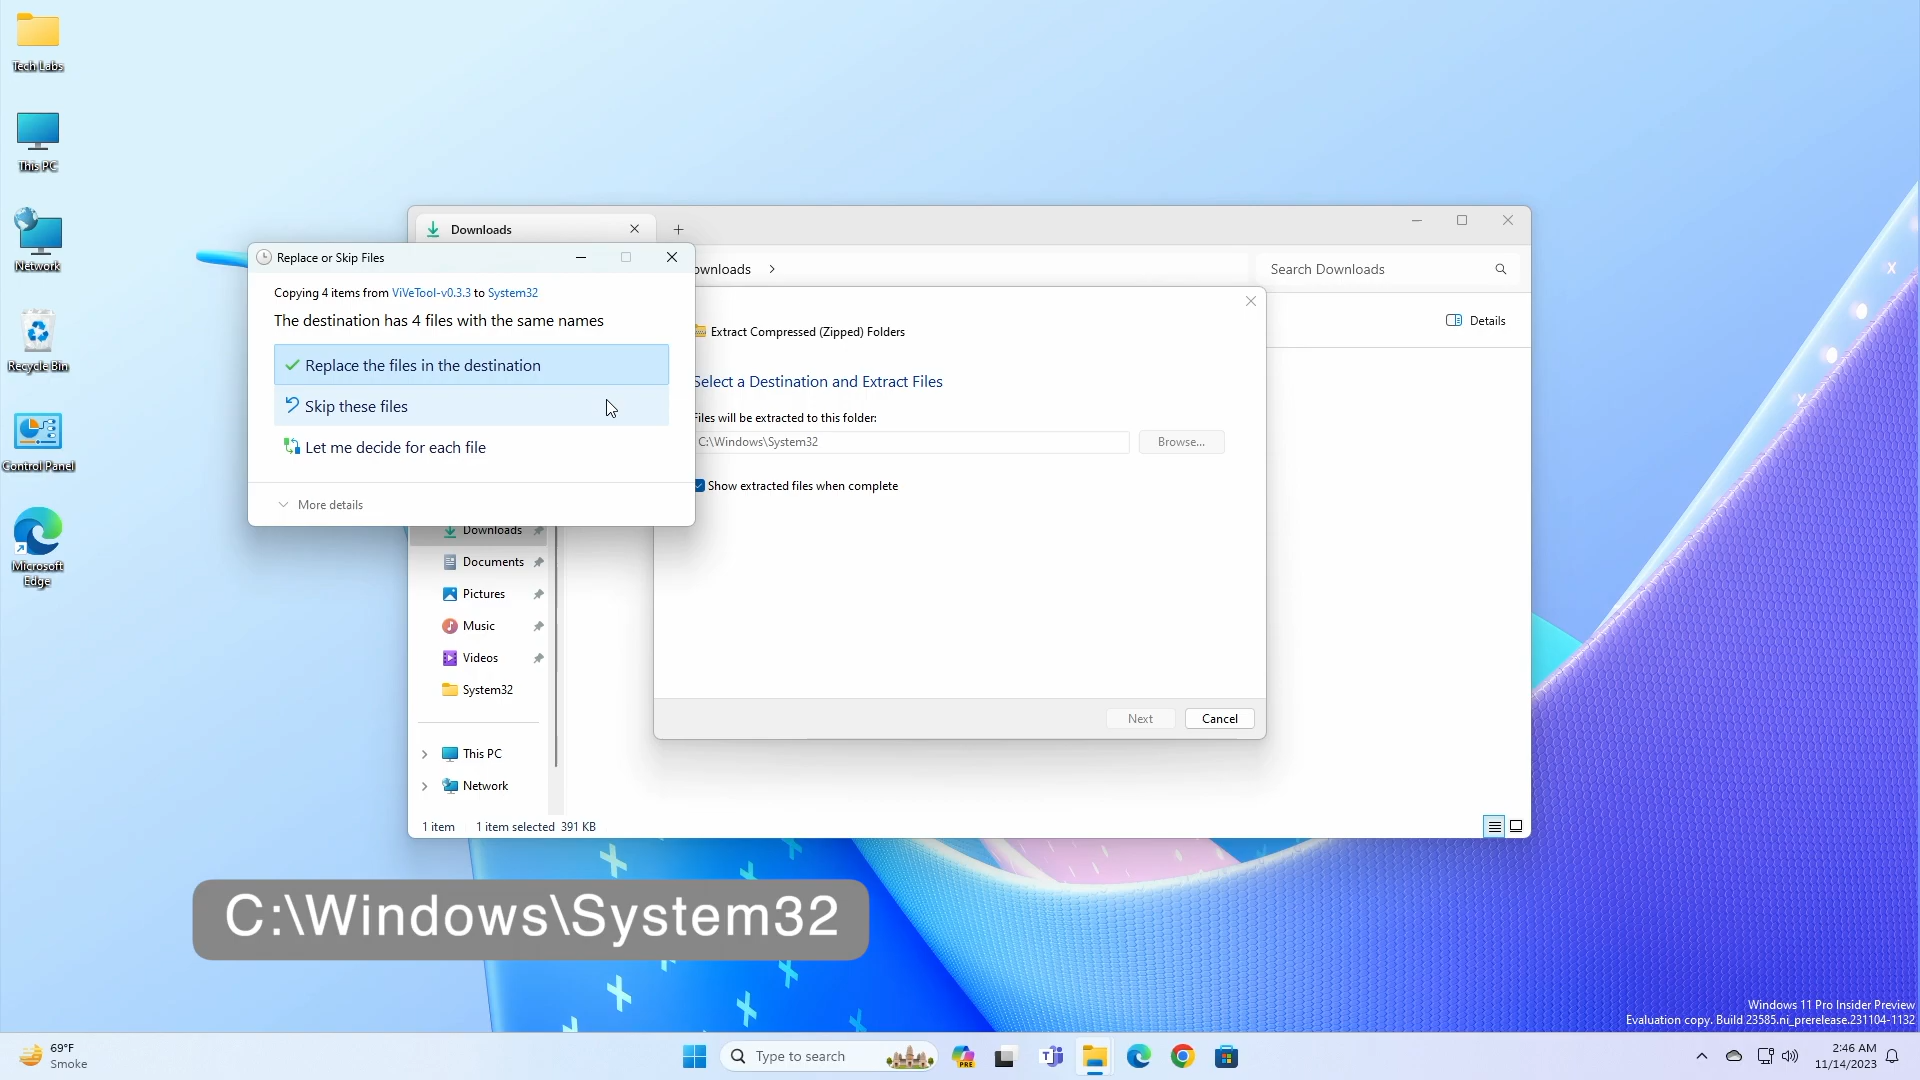 Tech Labs
This PC
Network
Recycle Bin
Control Panel
Microsoft
Edge
Downloads
ownloads
Search Downloads
Details
Replace or Skip Files
Copying 4 items from ViVeTool-v0.3.3 to System32
The destination has 4 files with the same names
Replace the files in the destination
Skip these files
Let me decide for each file
More details
Extract Compressed (Zipped) Folders
Select a Destination and Extract Files
Files will be extracted to this folder:
C:\Windows\System32
Browse...
Show extracted files when complete
Next
Cancel
Downloads
Documents
Pictures
Music
Videos
System32
This PC
Network
1 item
1 item selected 391 KB
C:\Windows\System32
Windows 11 Pro Insider Preview
Evaluation copy. Build 23585.ni_prerelease.231104-1132
69°F
Smoke
Type to search
PRE
2:46 AM
11/14/2023